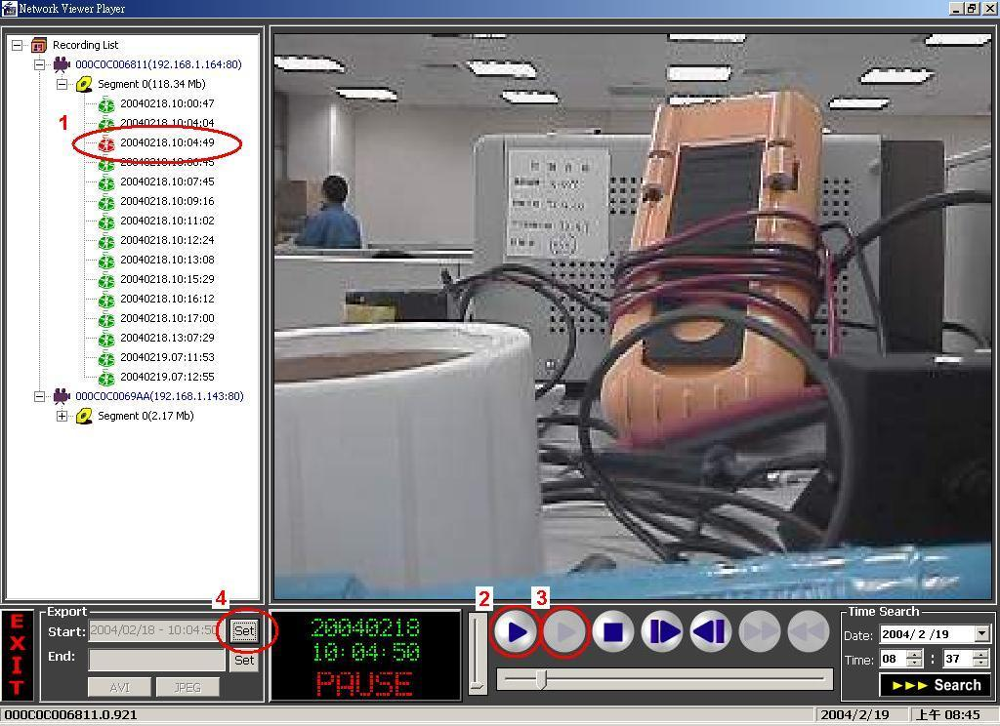 Network Viewer Player
Recording List
000C0C006811(192.168.1.164:80)
Segment 0(118.34 Mb)
20040218.10:00:47
1
20040218.10:04:04
20040218.10:04:49
20040218.10:06:45
20040218.10:07:45
20040218.10:09:16
20040218.10:11:02
20040218.10:12:24
20040218.10:13:08
20040218.10:15:29
20040218.10:16:12
20040218.10:17:00
20040218.13:07:29
20040219.07:11:53
20040219.07:12:55
000C0C0069AA(192.168.1.143:80)
Segment 0(2.17 Mb)
EXIT
Export
4
Start: 2004/02/18 - 10:04:50 Set
End: Set
AVI JPEG
20040218
10:04:50
PAUSE
2 3
Time Search
Date: 2004/ 2 /19
Time: 08 : 37
Search
000C0C006811.0.921
2004/2/19 上午 08:45